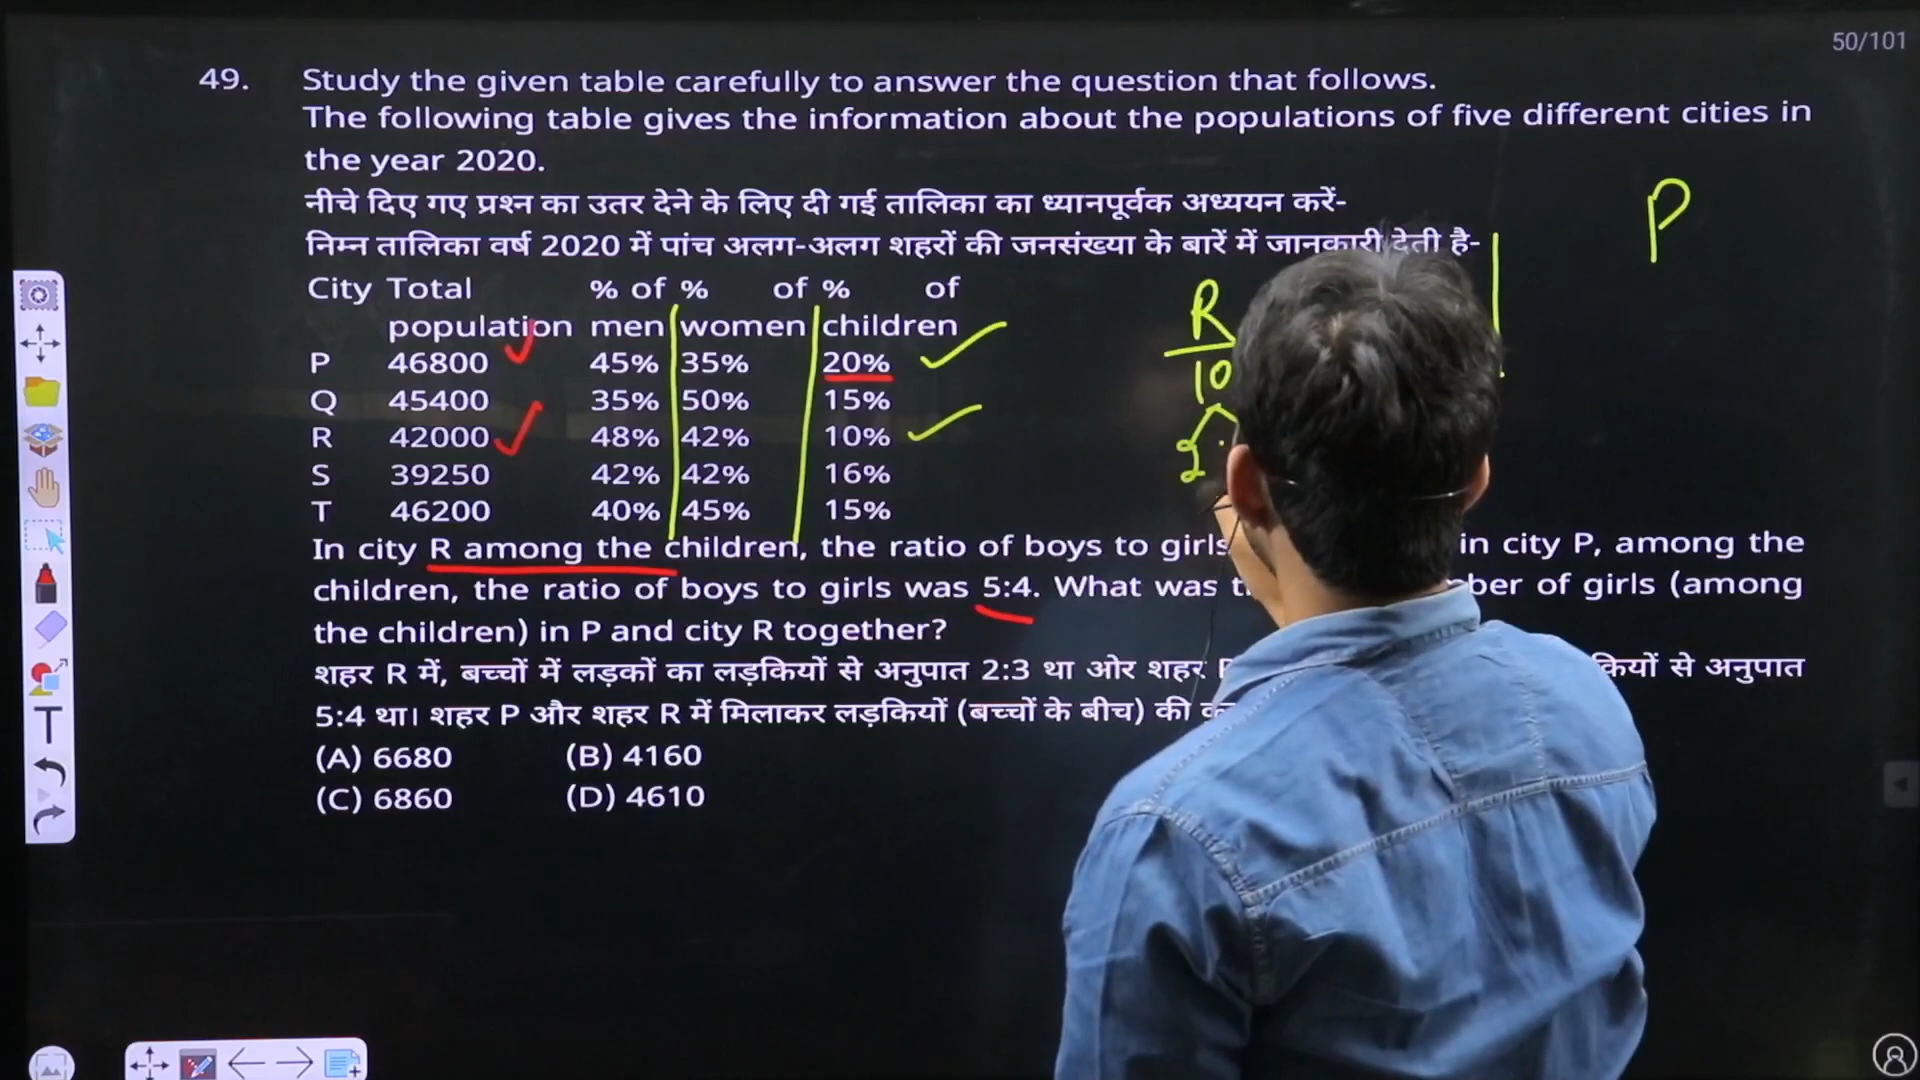 50/101
49. Study the given table carefully to answer the question that follows.
The following table gives the information about the populations of five different cities in
the year 2020.
नीचे दिए गए प्रश्न का उतर देने के लिए दी गई तालिका का ध्यानपूर्वक अध्ययन करें-
निम्न तालिका वर्ष 2020 में पांच अलग-अलग शहरों की जनसंख्या के बारें में जानकारी देती है-
P
City Total % of % of % of
population men women children
P 46800 45% 35% 20%
Q 45400 35% 50% 15%
R 42000 48% 42% 10%
S 39250 42% 42% 16%
T 46200 40% 45% 15%
R
10
2
In city R among the children, the ratio of boys to girls in city P, among the
children, the ratio of boys to girls was 5:4. What was of girls (among
the children) in P and city R together?
शहर R में, बच्चों में लड़कों का लड़कियों से अनुपात 2:3 था ओर शहर से अनुपात
5:4 था। शहर P और शहर R में मिलाकर लड़कियों (बच्चों के बीच) की
(A) 6680 (B) 4160
(C) 6860 (D) 4610